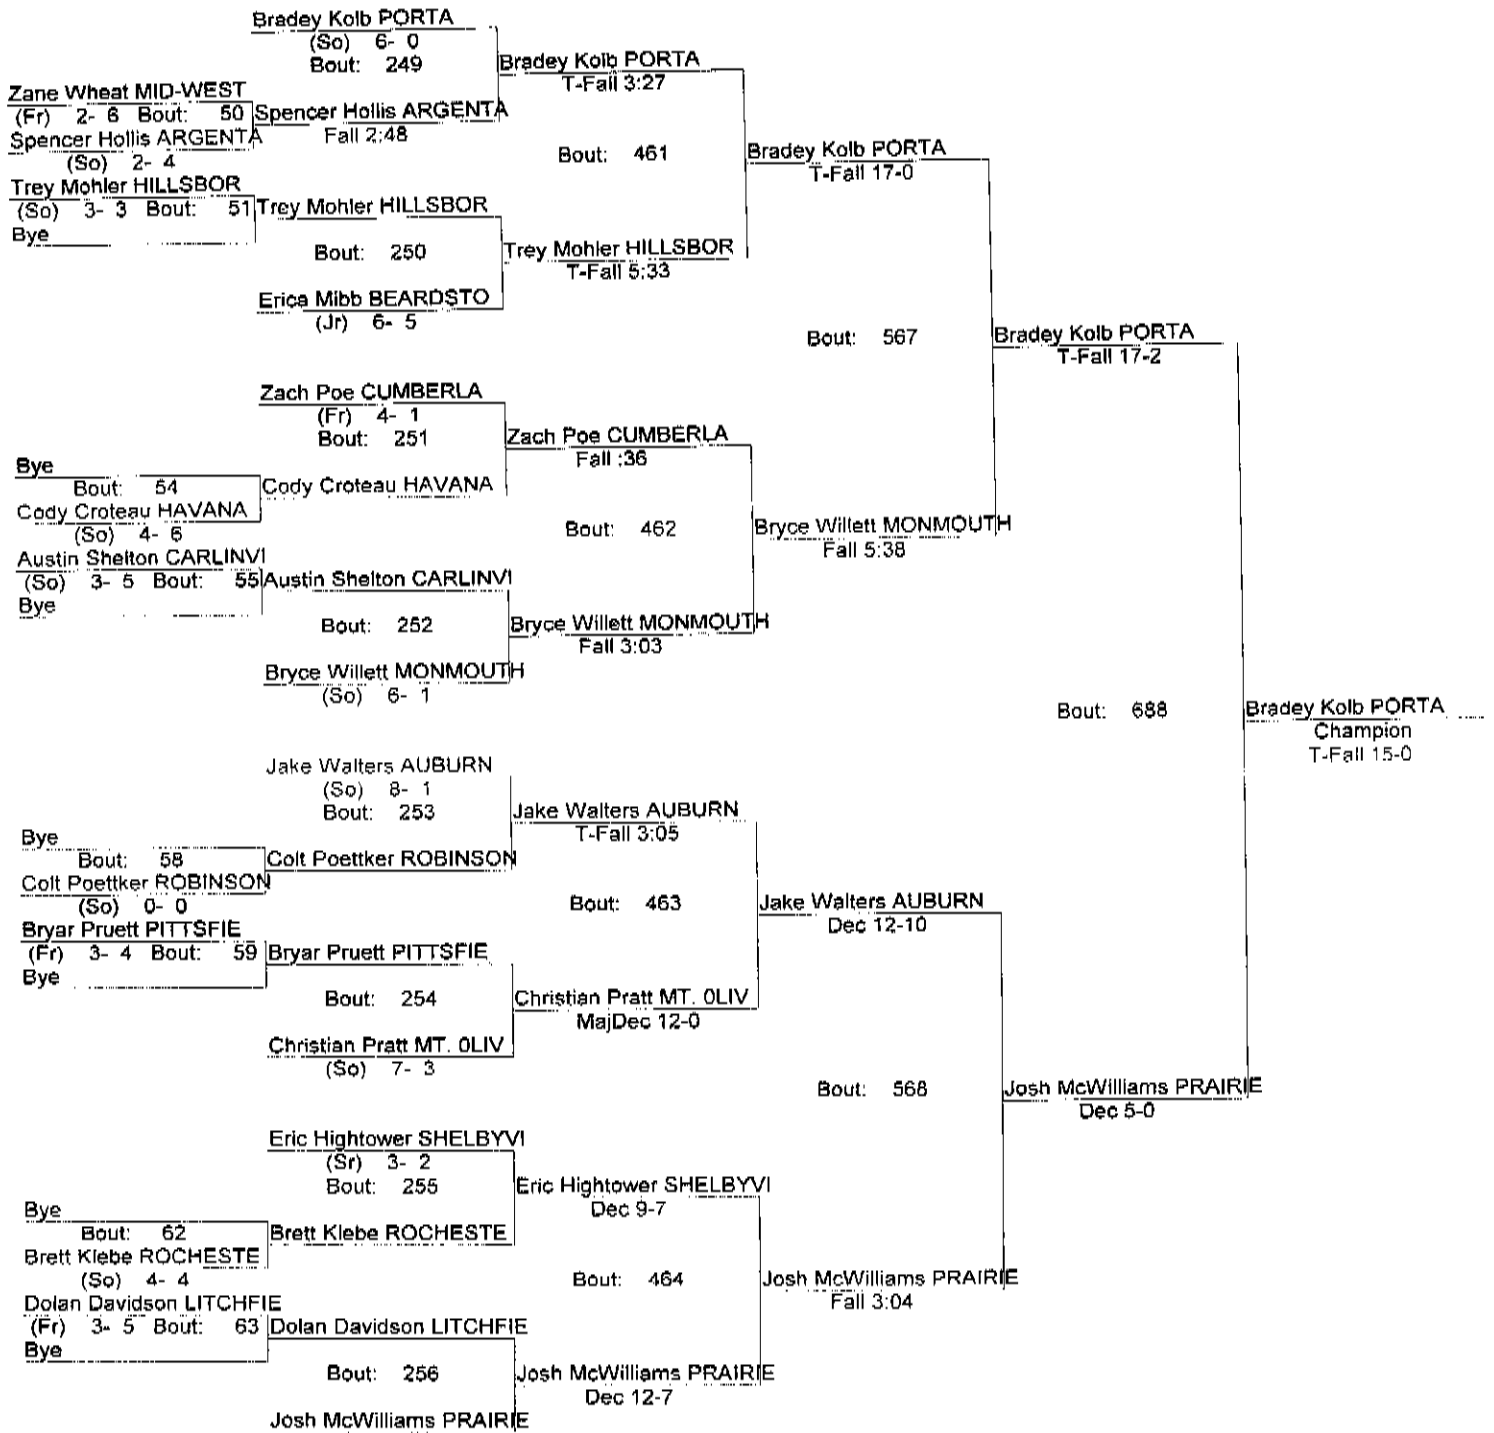 Bradey Kolb PORTA
(So) 6- 0
Bout: 249
Bradey Kolb PORTA
T-Fall 3:27
Zane Wheat MID-WEST
(Fr) 2- 6 Bout: 50
Spencer Hollis ARGENTA
Fall 2:48
Spencer Hollis ARGENTA
(So) 2- 4
Bout: 461
Bradey Kolb PORTA
T-Fall 17-0
Trey Mohler HILLSBOR
(So) 3- 3 Bout: 51
Trey Mohler HILLSBOR
Bye
Bout: 250
Trey Mohler HILLSBOR
T-Fall 5:33
Erica Mibb BEARDSTO
(Jr) 6- 5
Bout: 567
Bradey Kolb PORTA
T-Fall 17-2
Zach Poe CUMBERLA
(Fr) 4- 1
Bout: 251
Zach Poe CUMBERLA
Fall :36
Bye
Bout: 54
Cody Croteau HAVANA
Cody Croteau HAVANA
(So) 4- 6
Bout: 462
Bryce Willett MONMOUTH
Fall 5:38
Austin Shelton CARLINVI
(So) 3- 5 Bout: 55
Austin Shelton CARLINVI
Bye
Bout: 252
Bryce Willett MONMOUTH
Fall 3:03
Bryce Willett MONMOUTH
(So) 6- 1
Bout: 688
Bradey Kolb PORTA
Champion
T-Fall 15-0
Jake Walters AUBURN
(So) 8- 1
Bout: 253
Jake Walters AUBURN
T-Fall 3:05
Bye
Bout: 58
Colt Poettker ROBINSON
Colt Poettker ROBINSON
(So) 0- 0
Bout: 463
Jake Walters AUBURN
Dec 12-10
Bryar Pruett PITTSFIE
(Fr) 3- 4 Bout: 59
Bryar Pruett PITTSFIE
Bye
Bout: 254
Christian Pratt MT. 0LIV
MajDec 12-0
Christian Pratt MT. 0LIV
(So) 7- 3
Bout: 568
Josh McWilliams PRAIRIE
Dec 5-0
Eric Hightower SHELBYVI
(Sr) 3- 2
Bout: 255
Eric Hightower SHELBYVI
Dec 9-7
Bye
Bout: 62
Brett Klebe ROCHESTE
Brett Klebe ROCHESTE
(So) 4- 4
Bout: 464
Josh McWilliams PRAIRIE
Fall 3:04
Dolan Davidson LITCHFIE
(Fr) 3- 5 Bout: 63
Dolan Davidson LITCHFIE
Bye
Bout: 256
Josh McWilliams PRAIRIE
Dec 12-7
Josh McWilliams PRAIRIE